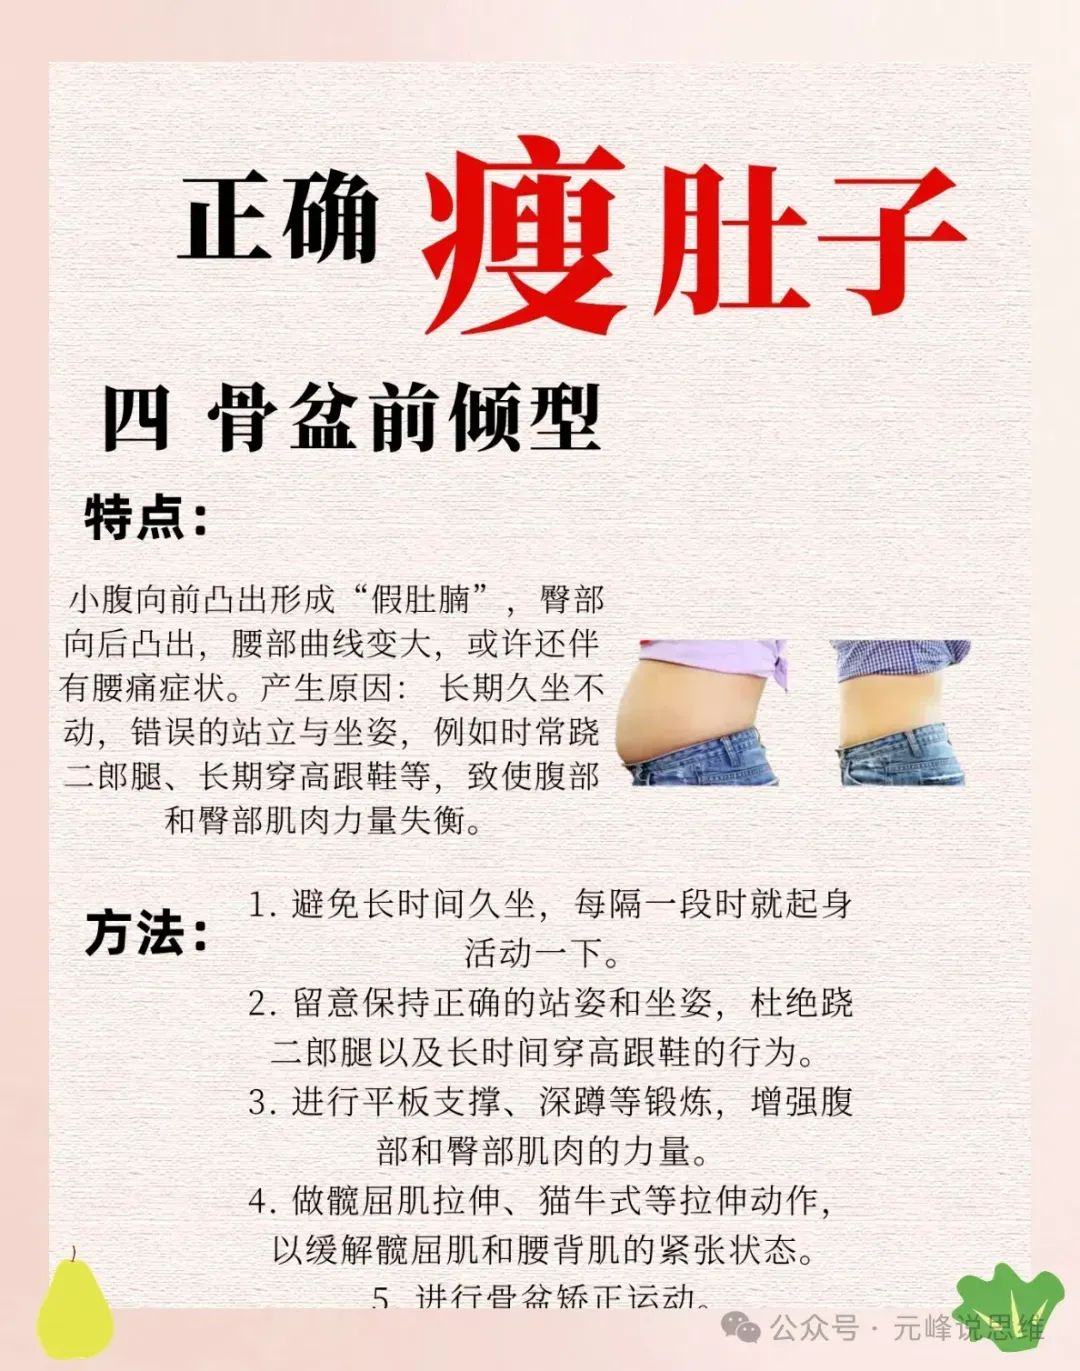 正确 瘦肚子
四 骨盆前倾型
特点：
小腹向前凸出形成“假肚腩”，臀部
向后凸出，腰部曲线变大，或许还伴
有腰痛症状。产生原因： 长期久坐不
动，错误的站立与坐姿，例如时常跷
二郎腿、长期穿高跟鞋等，致使腹部
和臀部肌肉力量失衡。
方法：
1. 避免长时间久坐，每隔一段时就起身
活动一下。
2. 留意保持正确的站姿和坐姿，杜绝跷
二郎腿以及长时间穿高跟鞋的行为。
3. 进行平板支撑、深蹲等锻炼，增强腹
部和臀部肌肉的力量。
4. 做髋屈肌拉伸、猫牛式等拉伸动作，
以缓解髋屈肌和腰背肌的紧张状态。
5. 进行骨盆矫正运动。
公众号 · 元峰说思维